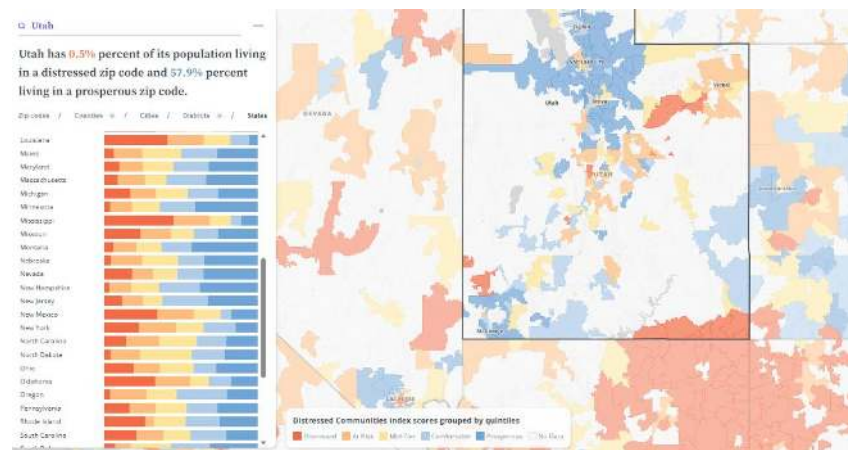 Utah
Utah has 0.5% percent of its population living
in a distressed zip code and 57.9% percent
living in a prosperous zip code.
Zip codes / Counties / Cities / Districts / States
Louisiana
Maine
Maryland
Massachusetts
Michigan
Minnesota
Mississippi
Missouri
Montana
Nebraska
Nevada
New Hampshire
New Jersey
New Mexico
New York
North Carolina
North Dakota
Ohio
Oklahoma
Oregon
Pennsylvania
Rhode Island
South Carolina
NEVADA
Utah
Provo
Vernal
UTAH
Las Vegas
Distressed Communities Index scores grouped by quintiles
Distressed At Risk Mid-Tier Comfortable Prosperous No Data